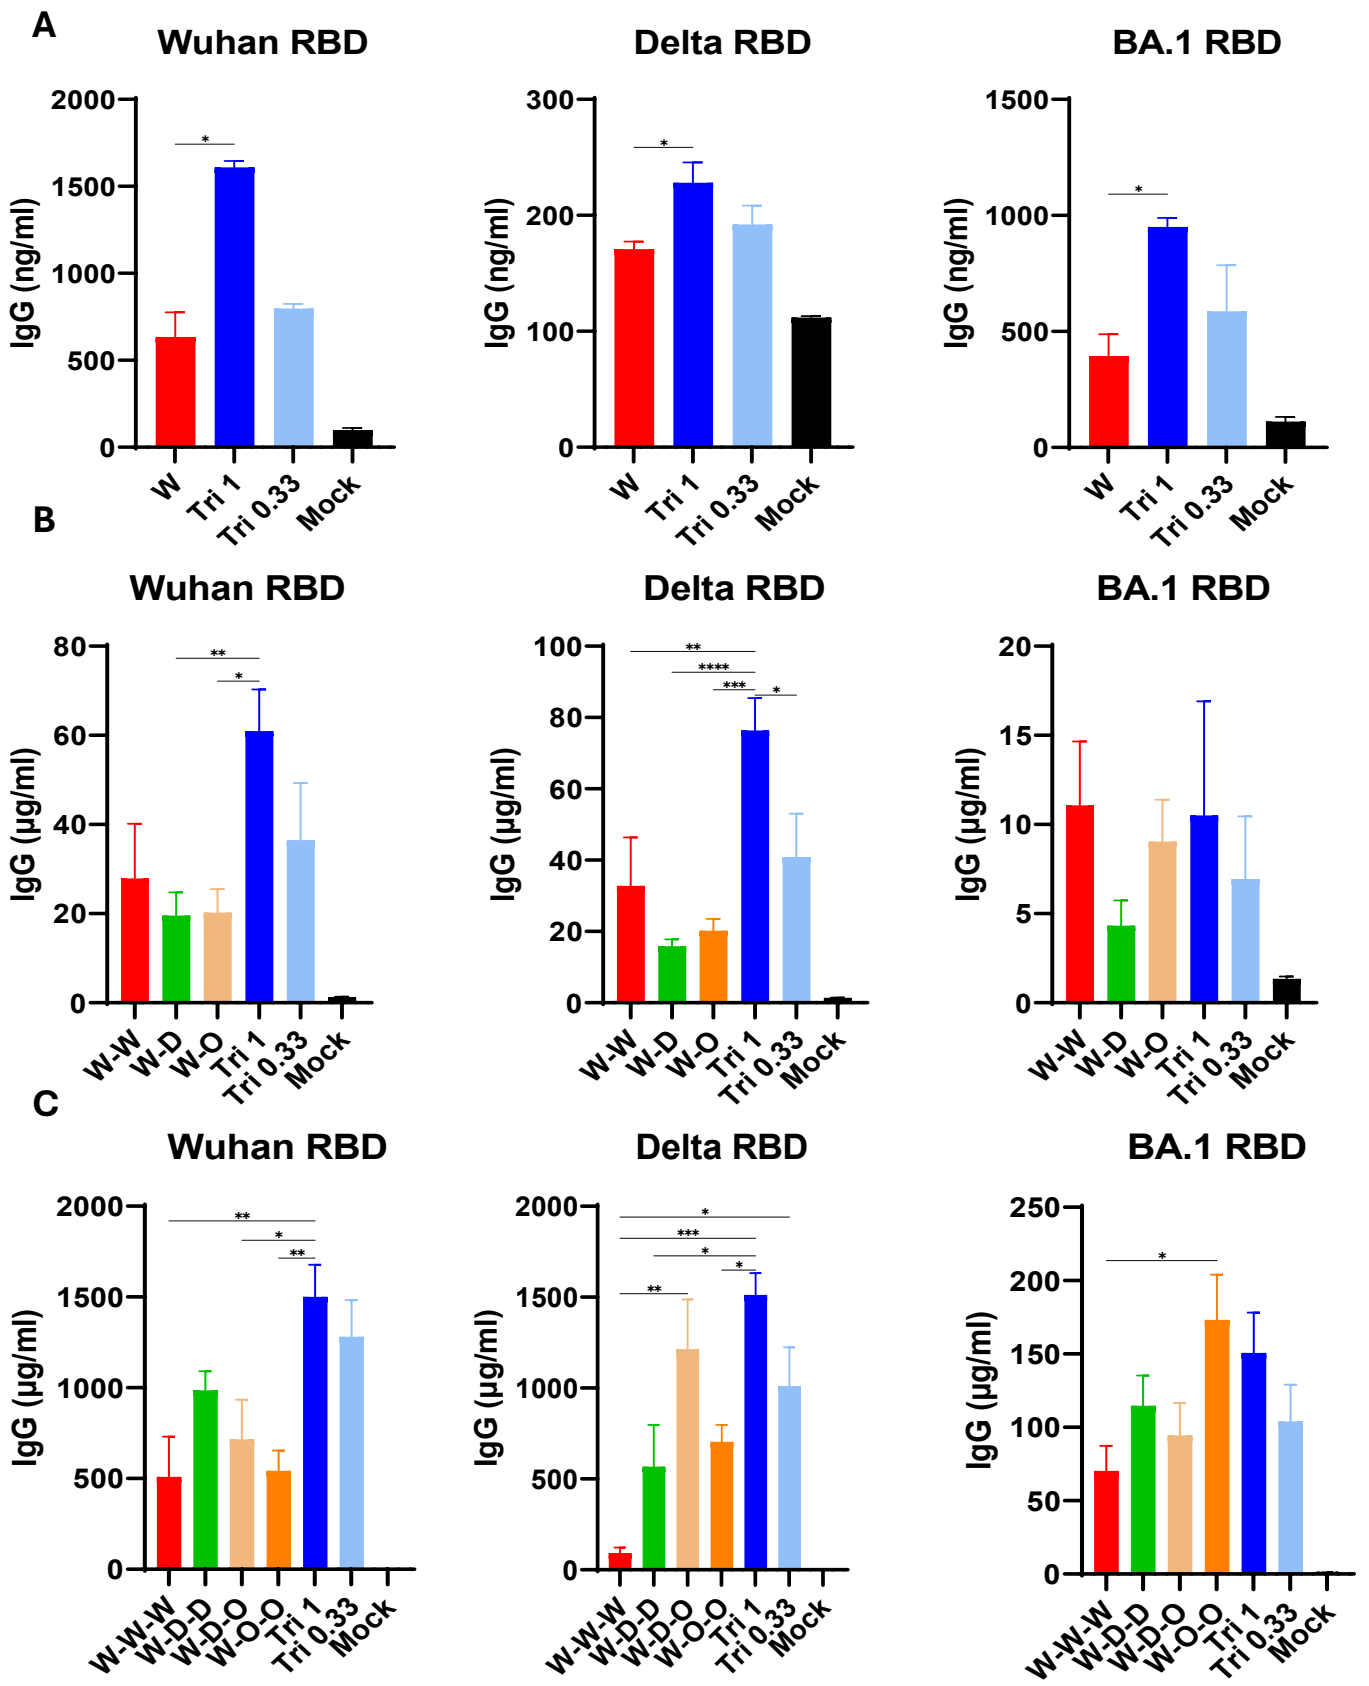 A
Wuhan RBD
Delta RBD
BA.1 RBD
IgG (ng/ml)
2000
1500
1000
500
0
*
W
Tri 1
Tri 0.33
Mock
IgG (ng/ml)
300
200
100
0
*
W
Tri 1
Tri 0.33
Mock
IgG (ng/ml)
1500
1000
500
0
*
W
Tri 1
Tri 0.33
Mock
B
Wuhan RBD
Delta RBD
BA.1 RBD
IgG (µg/ml)
80
60
40
20
0
**
*
W-W
W-D
W-O
Tri 1
Tri 0.33
Mock
IgG (µg/ml)
100
80
60
40
20
0
**
****
***
*
W-W
W-D
W-O
Tri 1
Tri 0.33
Mock
IgG (µg/ml)
20
15
10
5
0
W-W
W-D
W-O
Tri 1
Tri 0.33
Mock
C
Wuhan RBD
Delta RBD
BA.1 RBD
IgG (µg/ml)
2000
1500
1000
500
0
**
*
**
W-W-W
W-D-D
W-D-O
W-O-O
Tri 1
Tri 0.33
Mock
IgG (µg/ml)
2000
1500
1000
500
0
*
***
*
*
**
W-W-W
W-D-D
W-D-O
W-O-O
Tri 1
Tri 0.33
Mock
IgG (µg/ml)
250
200
150
100
50
0
*
W-W-W
W-D-D
W-D-O
W-O-O
Tri 1
Tri 0.33
Mock